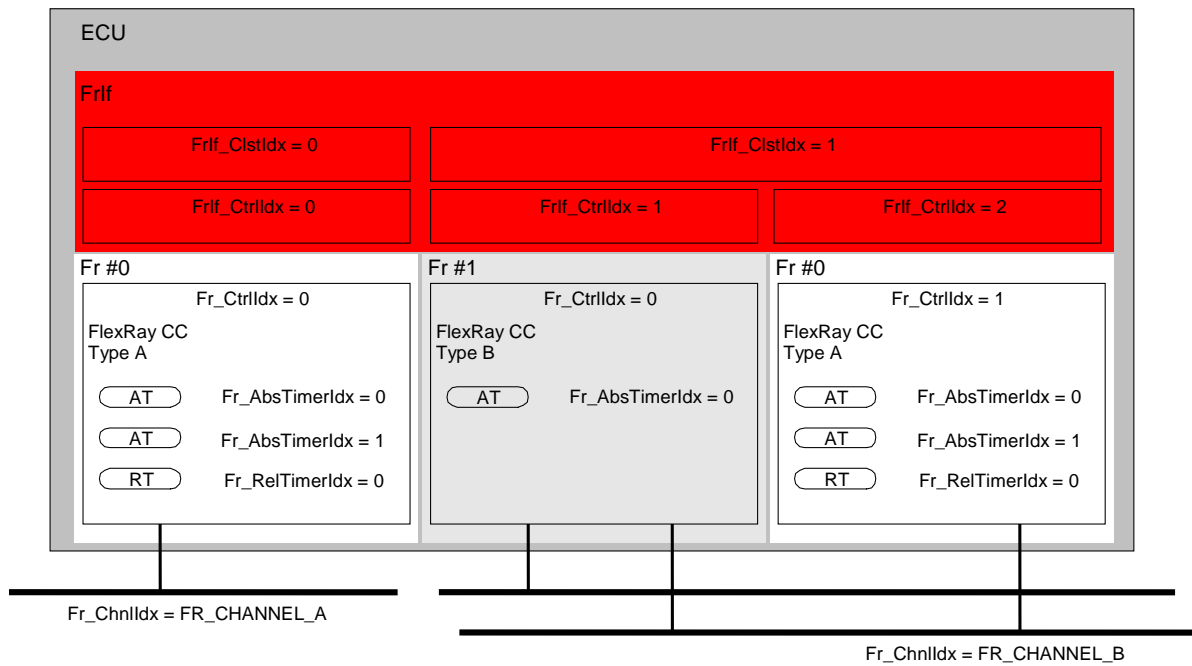 ECU
FrIf
FrIf_ClstIdx = 0
FrIf_ClstIdx = 1
FrIf_CtrlIdx = 0
FrIf_CtrlIdx = 1
FrIf_CtrlIdx = 2
Fr #0
Fr_CtrlIdx = 0
FlexRay CC
Type A
AT Fr_AbsTimerIdx = 0
AT Fr_AbsTimerIdx = 1
RT Fr_RelTimerIdx = 0
Fr #1
Fr_CtrlIdx = 0
FlexRay CC
Type B
AT Fr_AbsTimerIdx = 0
Fr #0
Fr_CtrlIdx = 1
FlexRay CC
Type A
AT Fr_AbsTimerIdx = 0
AT Fr_AbsTimerIdx = 1
RT Fr_RelTimerIdx = 0
Fr_ChnlIdx = FR_CHANNEL_A
Fr_ChnlIdx = FR_CHANNEL_B